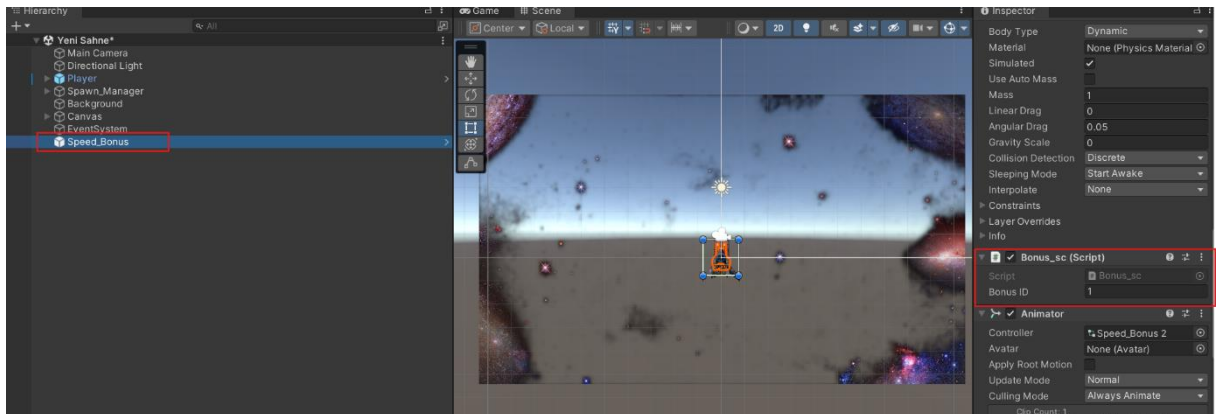 Hierarchy
All
Yeni Sahne*
Main Camera
Directional Light
Player
Spawn_Manager
Background
Canvas
EventSystem
Speed_Bonus
Game
Scene
Center
Local
2D
Inspector
Body Type Dynamic
Material None (Physics Material
Simulated
Use Auto Mass
Mass 1
Linear Drag 0
Angular Drag 0.05
Gravity Scale 0
Collision Detection Discrete
Sleeping Mode Start Awake
Interpolate None
Constraints
Layer Overrides
Info
Bonus_sc (Script)
Script Bonus_sc
Bonus ID 1
Animator
Controller Speed_Bonus 2
Avatar None (Avatar)
Apply Root Motion
Update Mode Normal
Culling Mode Always Animate
Clip Count: 1